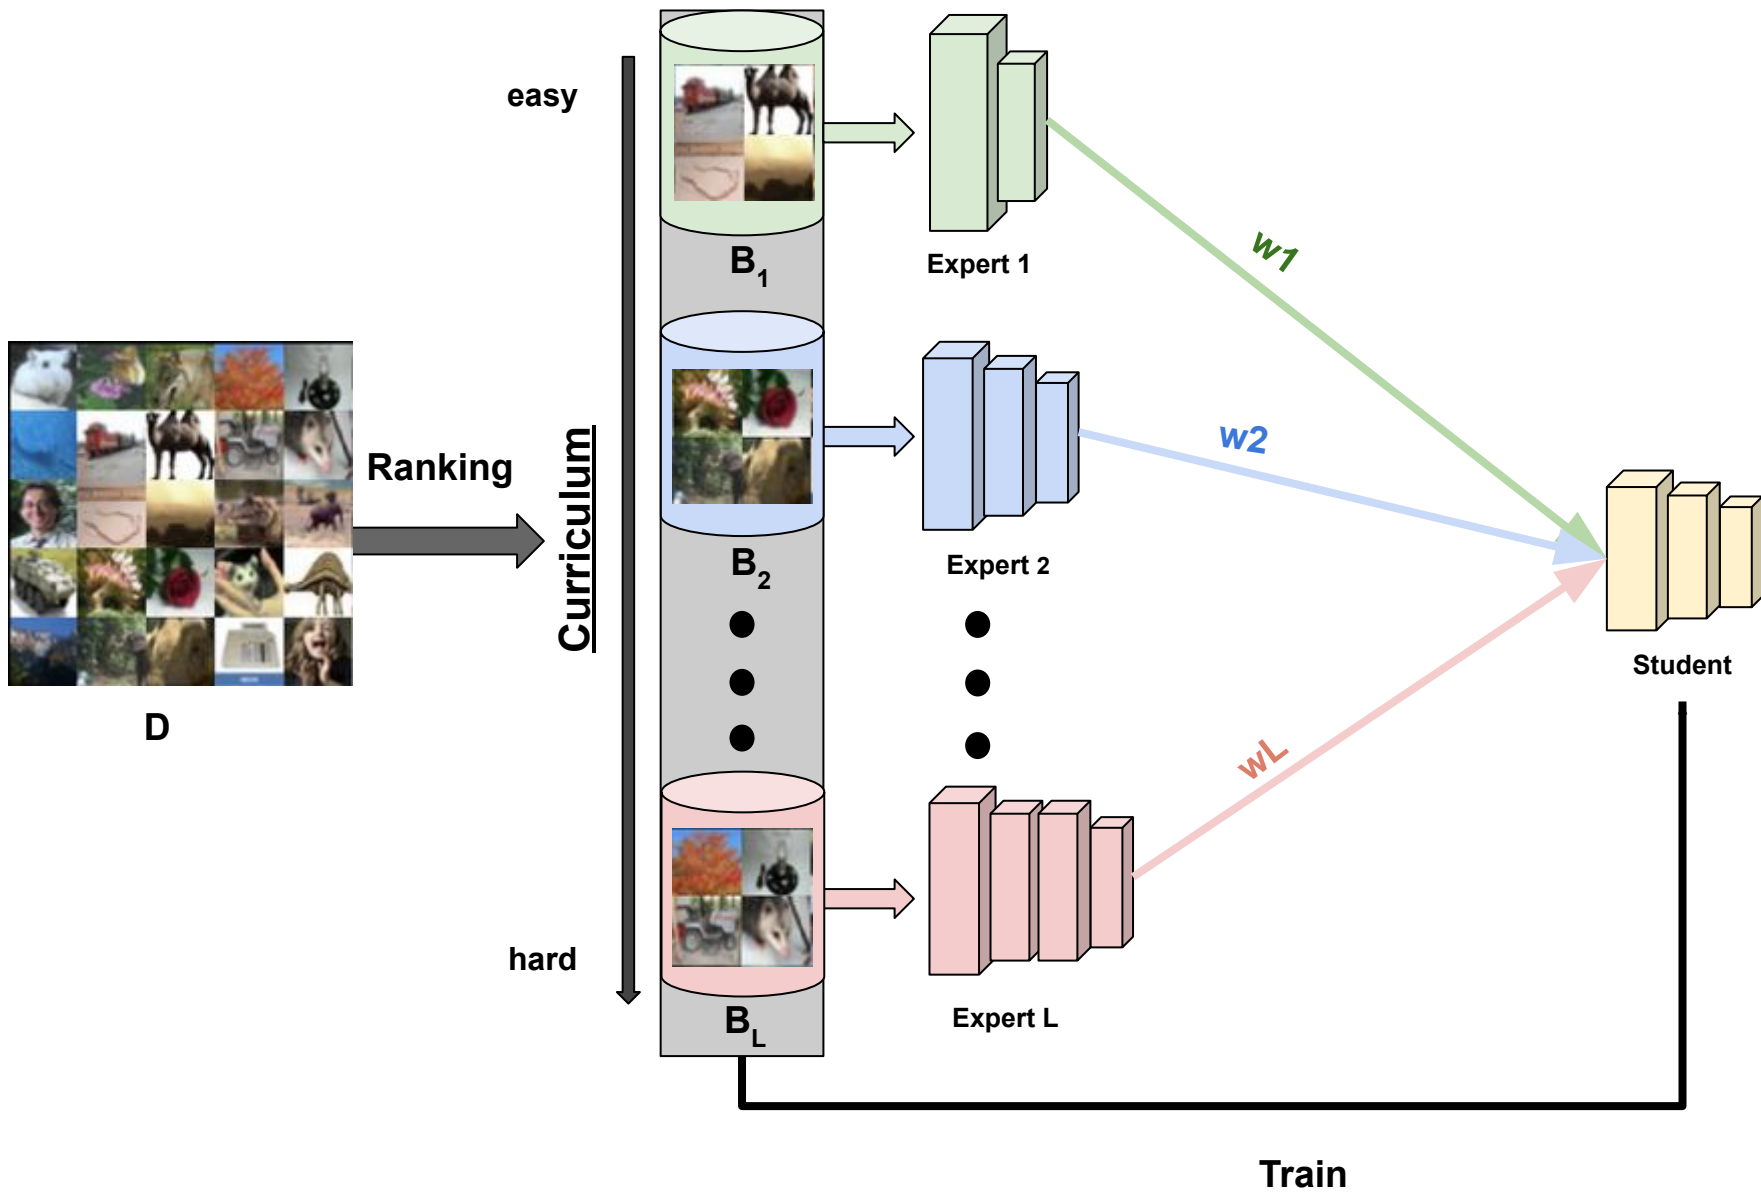 easy
B1
Expert 1
w1
Ranking
Curriculum
w2
B2
Expert 2
D
Student
wL
hard
BL
Expert L
Train